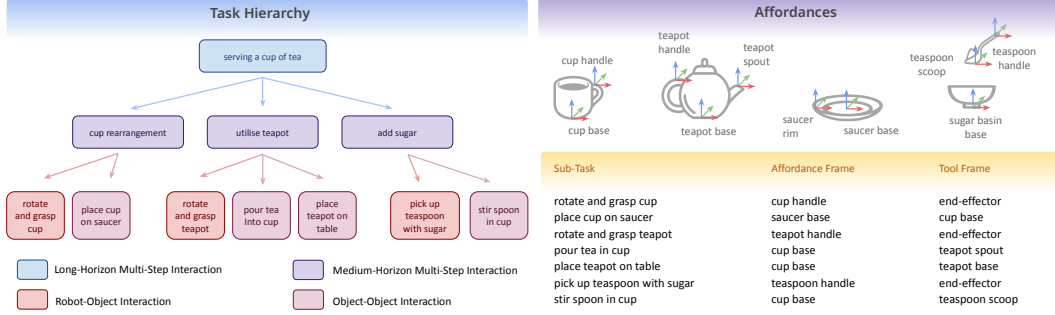 Task Hierarchy
serving a cup of tea
cup rearrangement
utilise teapot
add sugar
rotate
and grasp
cup
place cup
on saucer
rotate
and grasp
teapot
pour tea
Into cup
place
teapot on
table
pick up
teaspoon
with sugar
stir spoon
in cup
Long-Horizon Multi-Step Interaction
Medium-Horizon Multi-Step Interaction
Robot-Object Interaction
Object-Object Interaction
Affordances
cup handle
cup base
teapot
handle
teapot
spout
teapot base
saucer
rim
saucer base
teaspoon
scoop
teaspoon
handle
sugar basin
base
Sub-Task Affordance Frame Tool Frame
rotate and grasp cup cup handle end-effector
place cup on saucer saucer base cup base
rotate and grasp teapot teapot handle end-effector
pour tea in cup cup base teapot spout
place teapot on table cup base teapot base
pick up teaspoon with sugar teaspoon handle end-effector
stir spoon in cup cup base teaspoon scoop